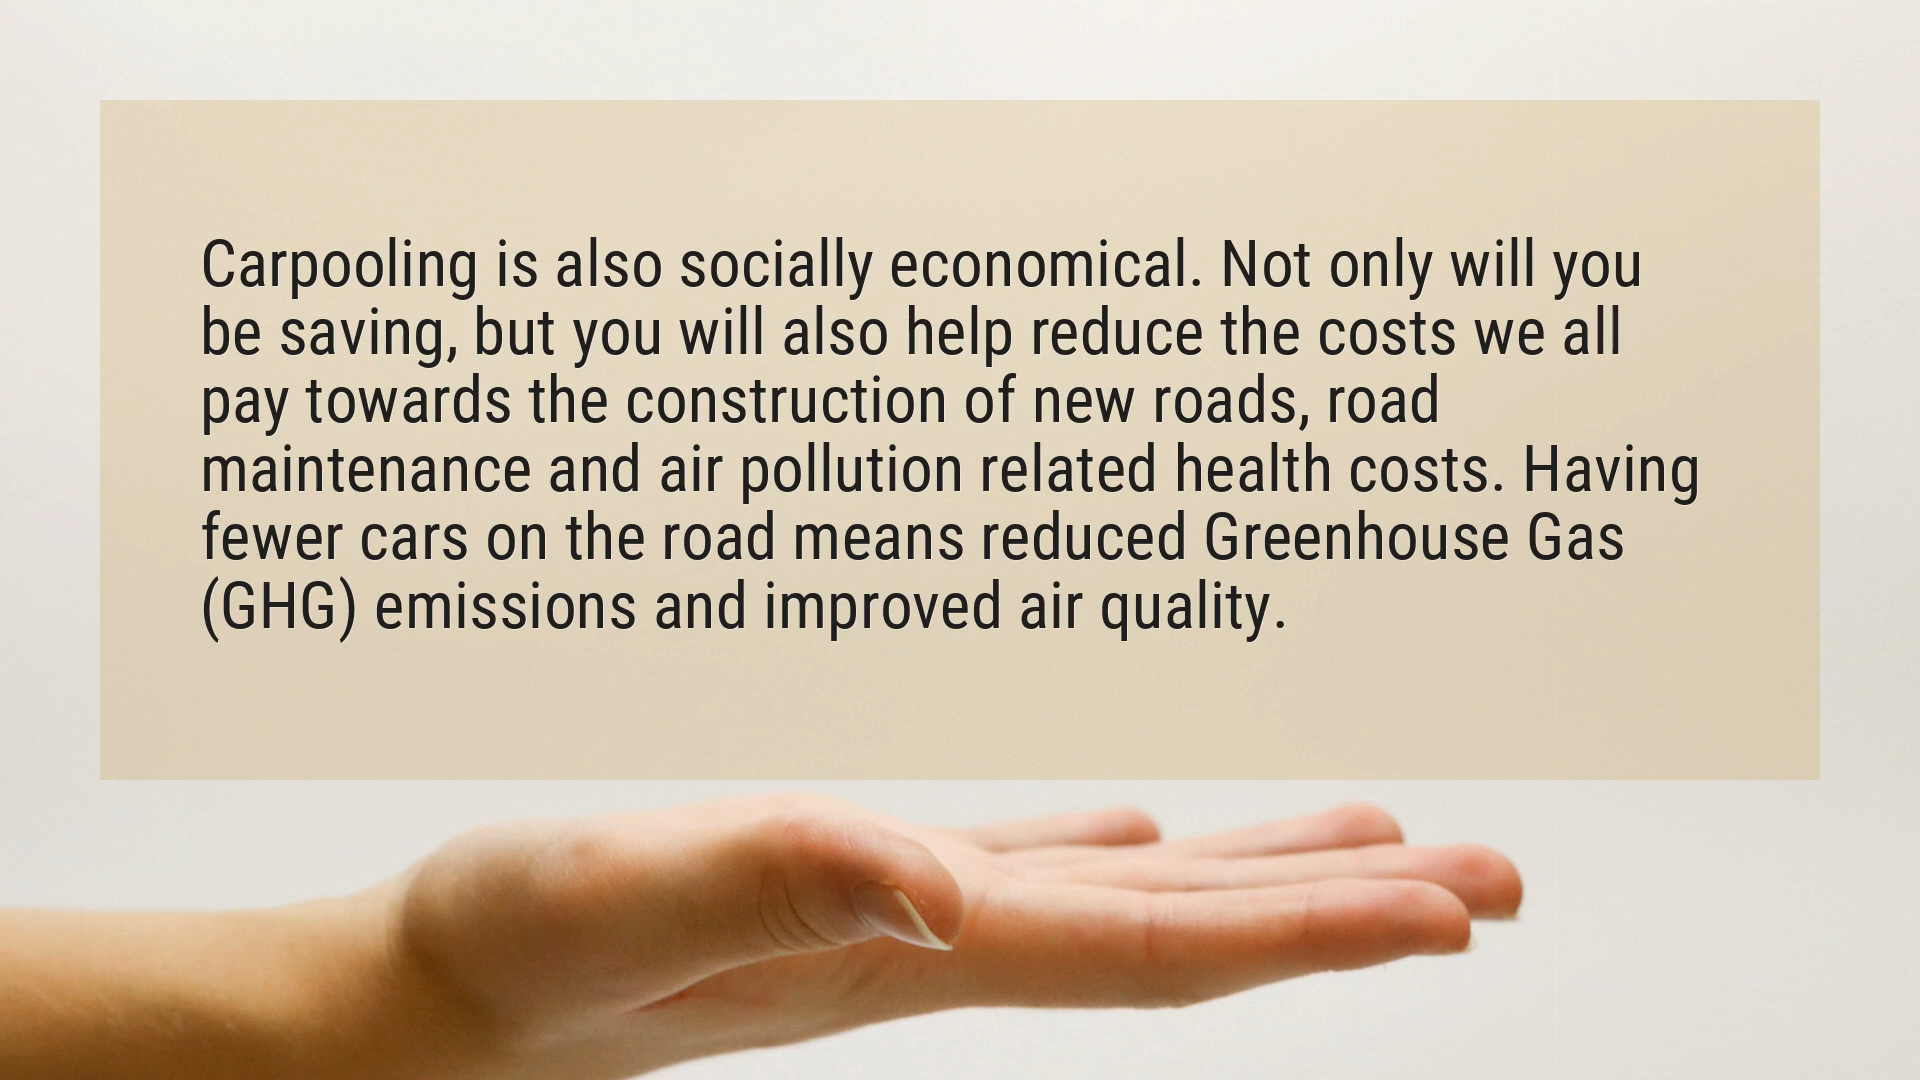 Carpooling is also socially economical. Not only will you
be saving, but you will also help reduce the costs we all
pay towards the construction of new roads, road
maintenance and air pollution related health costs. Having
fewer cars on the road means reduced Greenhouse Gas
(GHG) emissions and improved air quality.